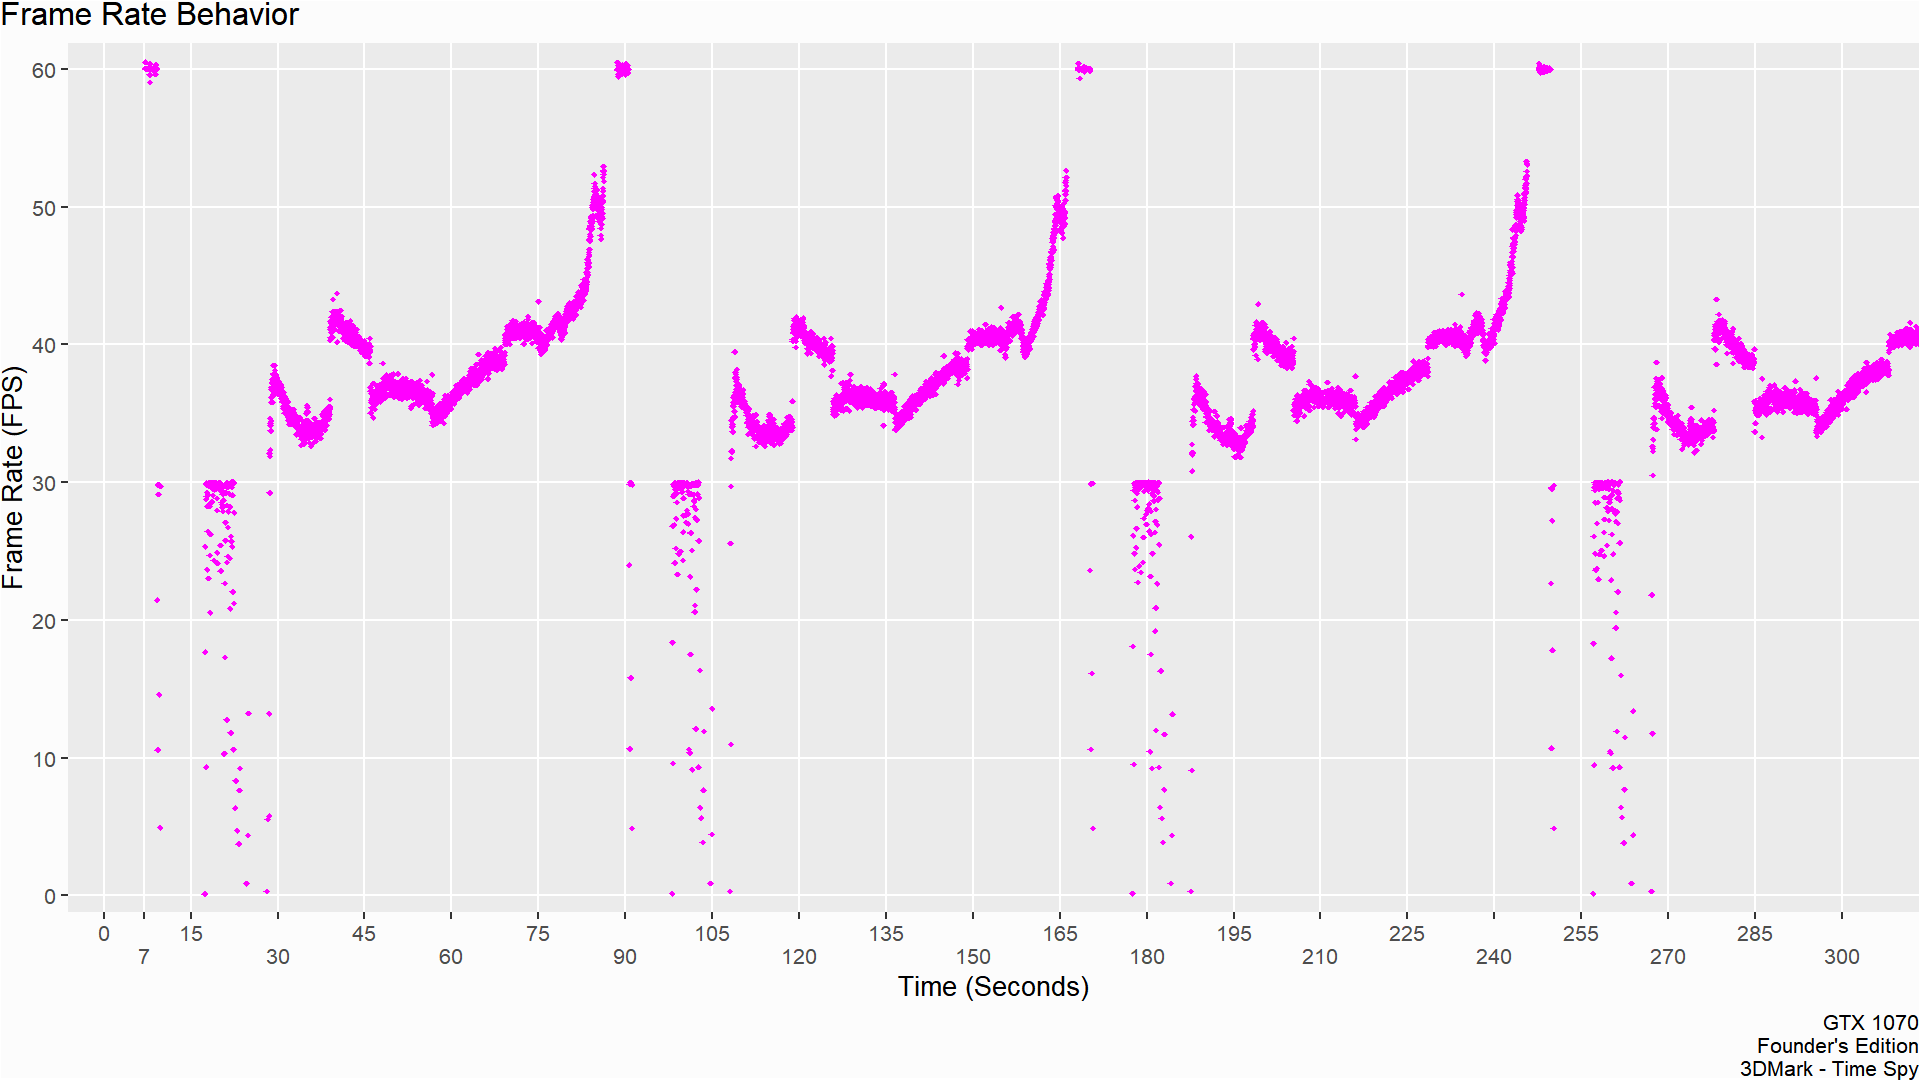 Frame Rate Behavior
60
50
40
30
20
10
0
Frame Rate (FPS)
0 15 45 75 105 135 165 195 225 255 285
7 30 60 90 120 150 180 210 240 270 300
Time (Seconds)
GTX 1070
Founder's Edition
3DMark - Time Spy